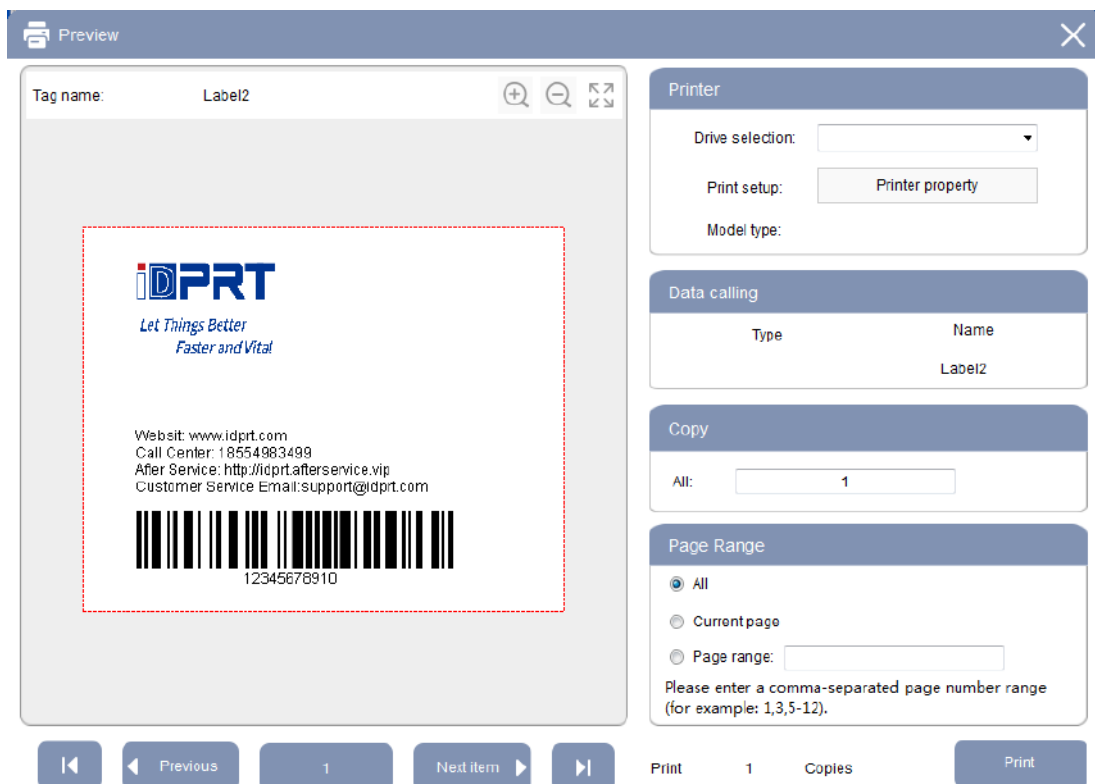 Preview
Tag name: Label2
iDPRT
Let Things Better
Faster and Vital
Websit: www.idprt.com
Call Center: 18554983499
After Service: http://idprt.afterservice.vip
Customer Service Email:support@idprt.com
12345678910
Previous
1
Next item
Printer
Drive selection:
Print setup: Printer property
Model type:
Data calling
Type Name
Label2
Copy
All: 1
Page Range
All
Current page
Page range:
Please enter a comma-separated page number range
(for example: 1,3,5-12).
Print 1 Copies
Print